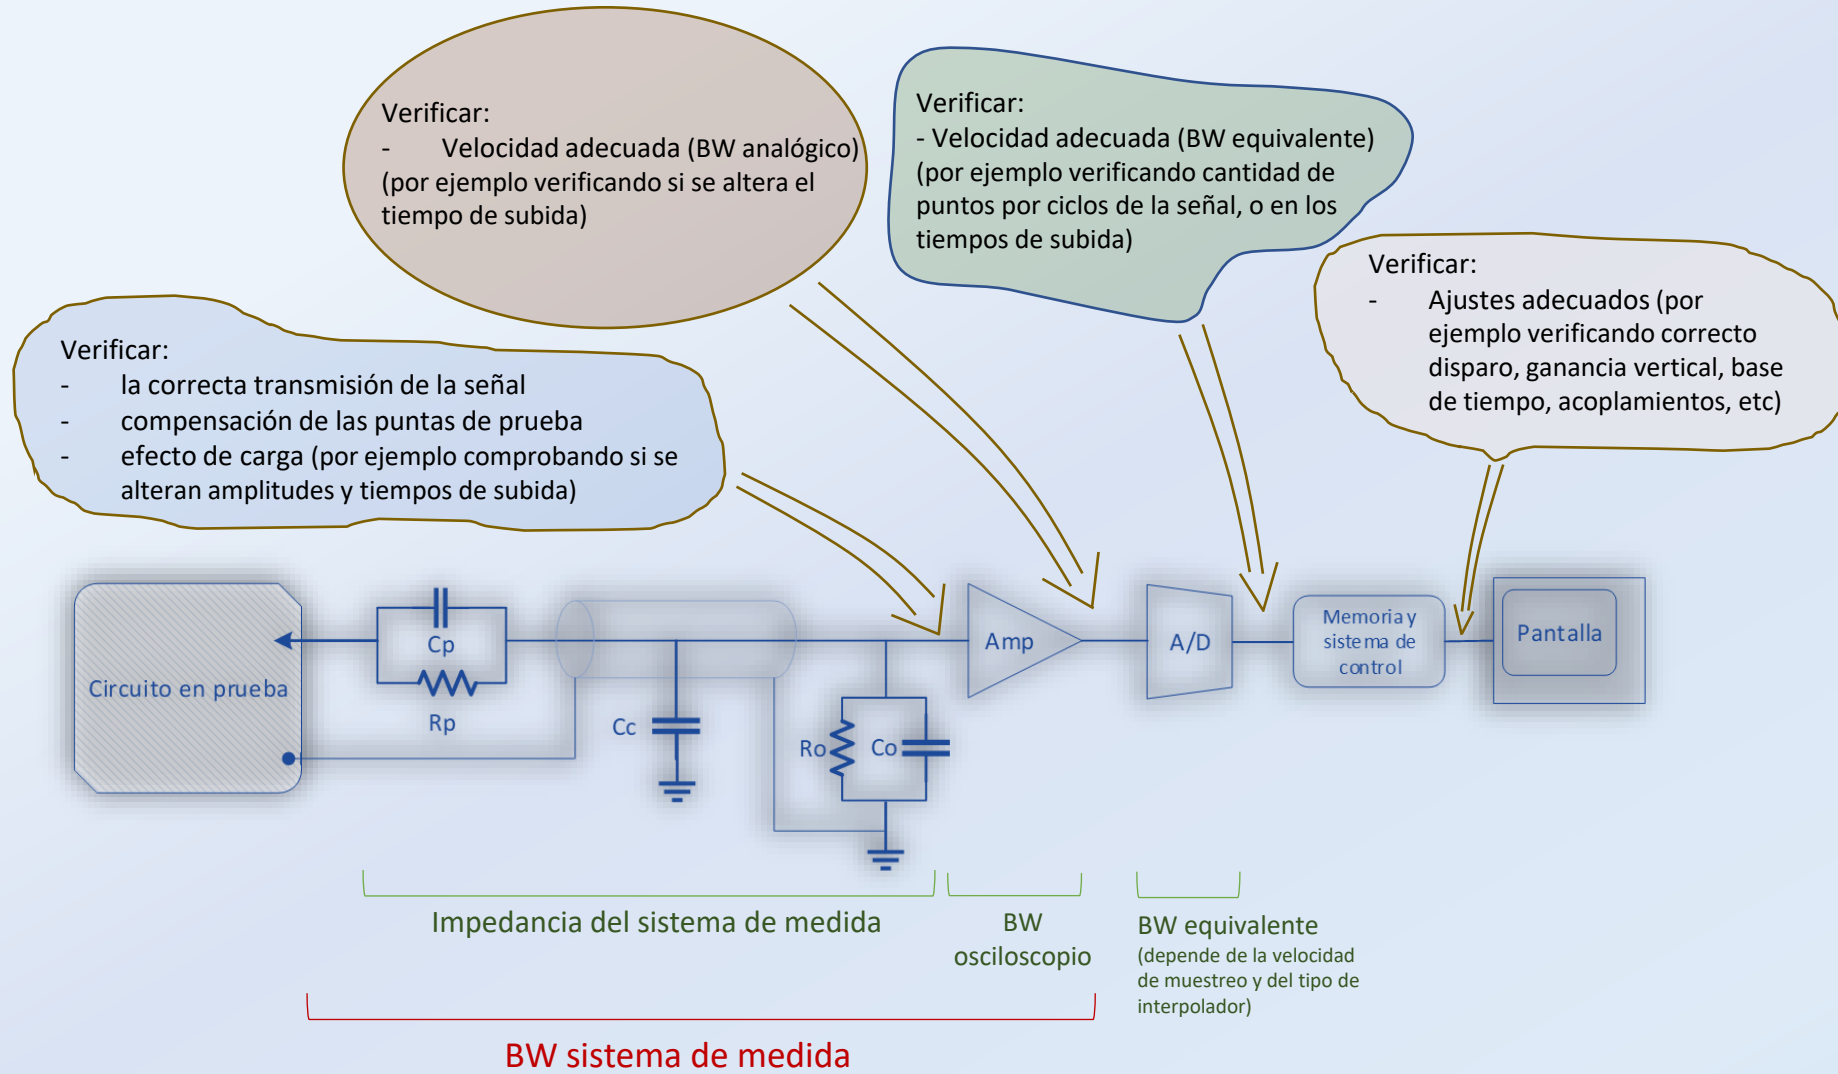 Verificar:
- Velocidad adecuada (BW analógico)
(por ejemplo verificando si se altera el
tiempo de subida)
Verificar:
- Velocidad adecuada (BW equivalente)
(por ejemplo verificando cantidad de
puntos por ciclos de la señal, o en los
tiempos de subida)
Verificar:
- Ajustes adecuados (por
ejemplo verificando correcto
disparo, ganancia vertical, base
de tiempo, acoplamientos, etc)
Verificar:
- la correcta transmisión de la señal
- compensación de las puntas de prueba
- efecto de carga (por ejemplo comprobando si se
alteran amplitudes y tiempos de subida)
Circuito en prueba
Cp
Rp
Cc
Ro
Co
Amp
A/D
Memoria y
sistema de
control
Pantalla
Impedancia del sistema de medida
BW
osciloscopio
BW equivalente
(depende de la velocidad
de muestreo y del tipo de
interpolador)
BW sistema de medida